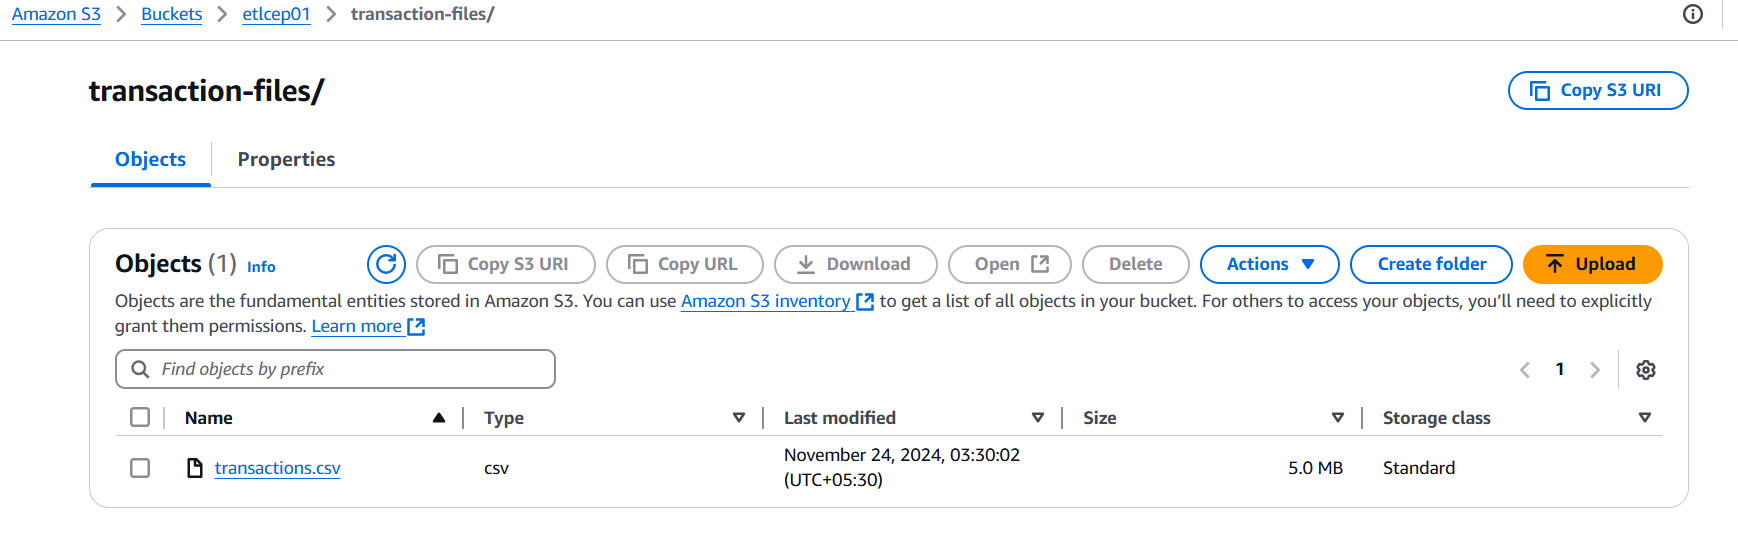 Amazon S3 > Buckets > etlcep01 > transaction-files/
transaction-files/
Copy S3 URI
Objects
Properties
Objects (1) Info
Copy S3 URI
Copy URL
Download
Open
Delete
Actions
Create folder
Upload
Objects are the fundamental entities stored in Amazon S3. You can use Amazon S3 inventory to get a list of all objects in your bucket. For others to access your objects, you’ll need to explicitly
grant them permissions. Learn more
Find objects by prefix
1
Name
Type
Last modified
Size
Storage class
transactions.csv
csv
November 24, 2024, 03:30:02
(UTC+05:30)
5.0 MB
Standard